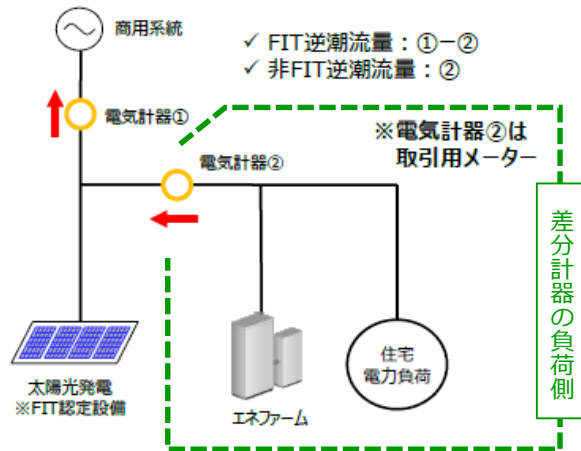 商用系統
✓ FIT逆潮流量：①－②
✓ 非FIT逆潮流量：②
電気計器①
※電気計器②は
取引用メーター
電気計器②
差分計器の負荷側
太陽光発電
※FIT認定設備
エネファーム
住宅
電力負荷